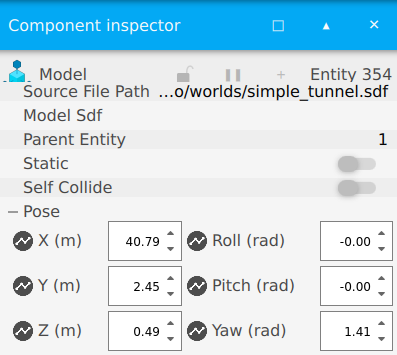 Component inspector
Model Entity 354
Source File Path ...o/worlds/simple_tunnel.sdf
Model Sdf
Parent Entity 1
Static
Self Collide
Pose
X (m) 40.79 Roll (rad) -0.00
Y (m) 2.45 Pitch (rad) -0.00
Z (m) 0.49 Yaw (rad) 1.41